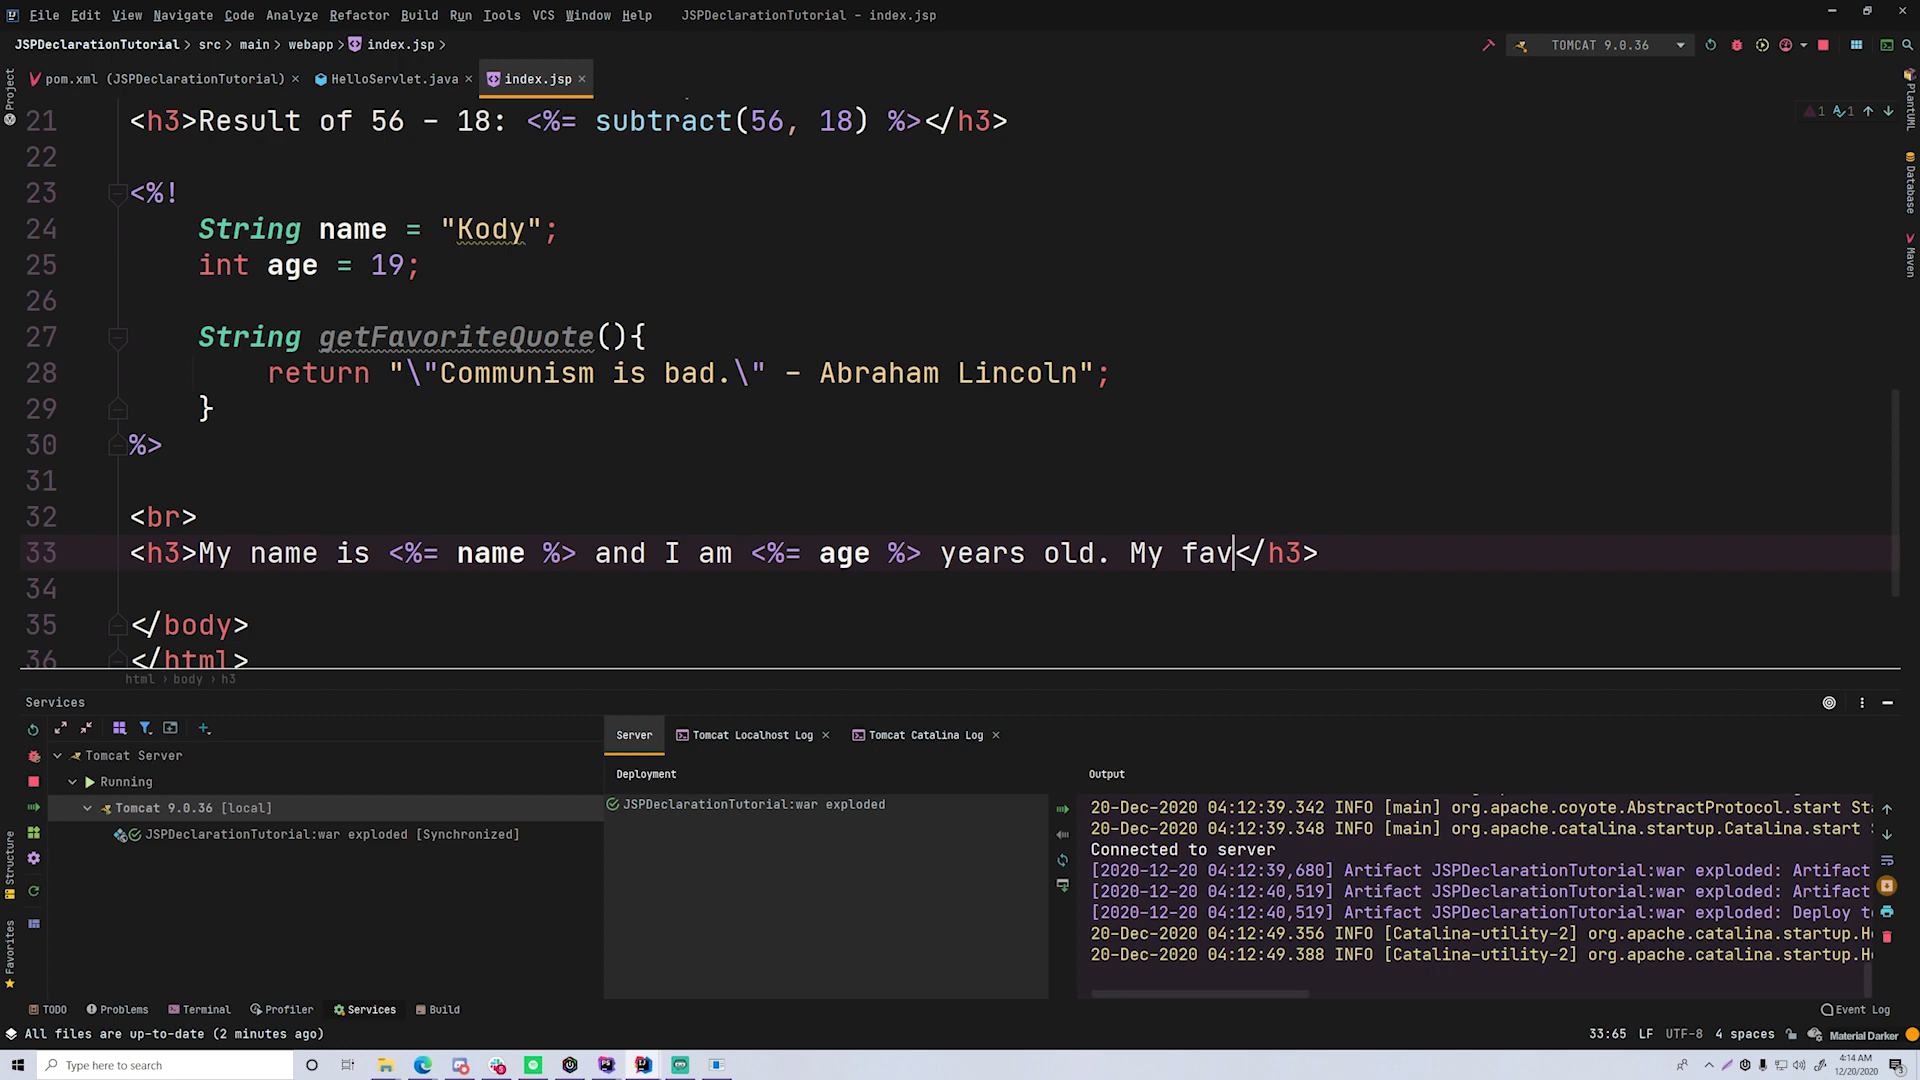 File Edit View Navigate Code Analyze Refactor Build Run Tools VCS Window Help JSPDeclarationTutorial - index.jsp
JSPDeclarationTutorial > src > main > webapp > index.jsp >
TOMCAT 9.0.36
pom.xml (JSPDeclarationTutorial) × HelloServlet.java × index.jsp ×
Project
PlantUML
Database
Maven
1 1
21 <h3>Result of 56 - 18: <%= subtract(56, 18) %></h3>
22
23 <%!
24 String name = "Kody";
25 int age = 19;
26
27 String getFavoriteQuote(){
28 return "\"Communism is bad.\" - Abraham Lincoln";
29 }
30 %>
31
32 <br>
33 <h3>My name is <%= name %> and I am <%= age %> years old. My fav</h3>
34
35 </body>
36 </html>
html > body > h3
Services
Server Tomcat Localhost Log × Tomcat Catalina Log ×
Tomcat Server
Running
Tomcat 9.0.36 [local]
JSPDeclarationTutorial:war exploded [Synchronized]
Deployment
JSPDeclarationTutorial:war exploded
Output
20-Dec-2020 04:12:39.342 INFO [main] org.apache.coyote.AbstractProtocol.start Sta
20-Dec-2020 04:12:39.348 INFO [main] org.apache.catalina.startup.Catalina.start
Connected to server
[2020-12-20 04:12:39,680] Artifact JSPDeclarationTutorial:war exploded: Artifact
[2020-12-20 04:12:40,519] Artifact JSPDeclarationTutorial:war exploded: Artifact
[2020-12-20 04:12:40,519] Artifact JSPDeclarationTutorial:war exploded: Deploy to
20-Dec-2020 04:12:49.356 INFO [Catalina-utility-2] org.apache.catalina.startup.Ho
20-Dec-2020 04:12:49.388 INFO [Catalina-utility-2] org.apache.catalina.startup.Ho
Structure
Favorites
TODO Problems Terminal Profiler Services Build Event Log
All files are up-to-date (2 minutes ago) 33:65 LF UTF-8 4 spaces Material Darker
Type here to search
4:14 AM
12/20/2020